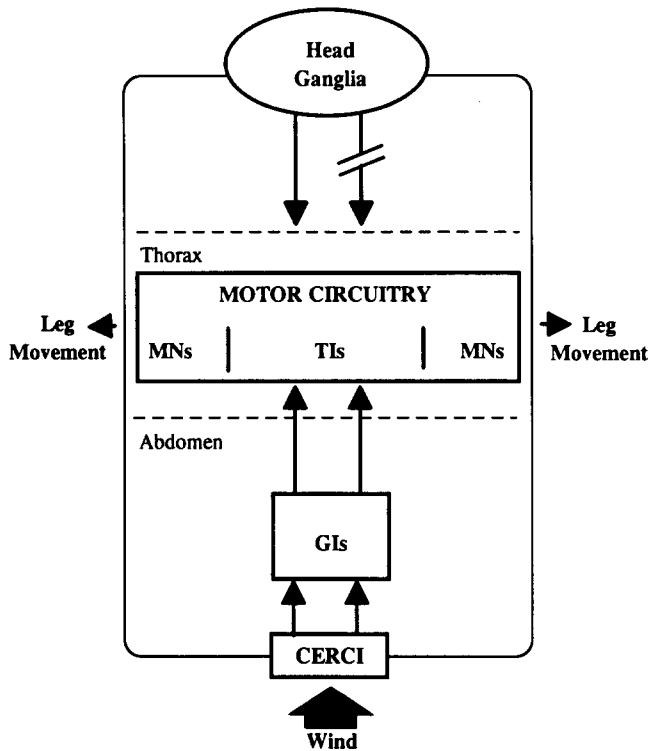 Head
Ganglia
Thorax
MOTOR CIRCUITRY
Leg
Movement
MNs
TIs
MNs
Leg
Movement
Abdomen
GIs
CERCI
Wind